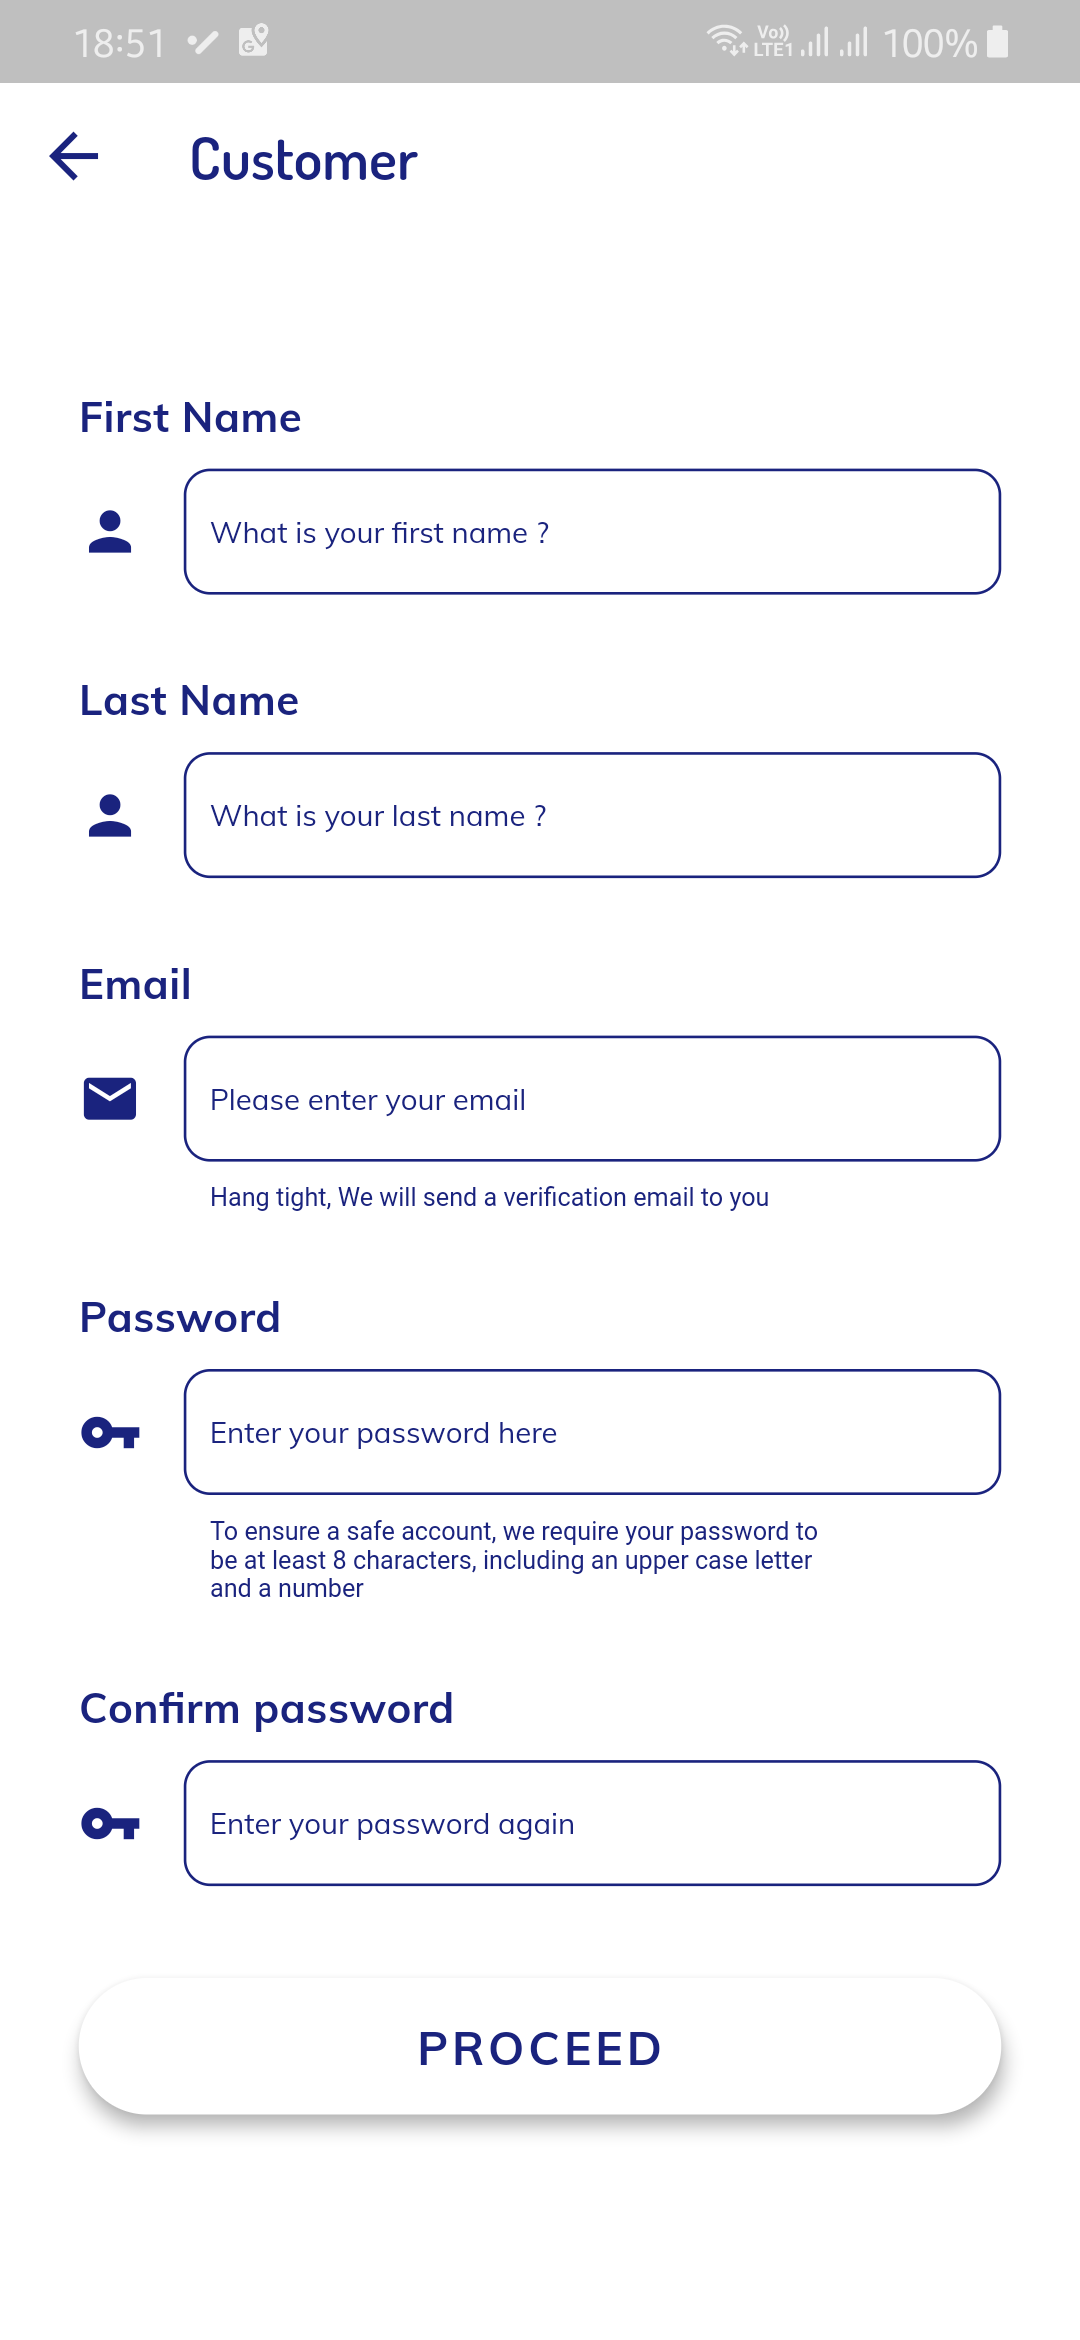 18:51 Vo)) LTE1 100%
Customer
First Name
What is your first name ?
Last Name
What is your last name ?
Email
Please enter your email
Hang tight, We will send a verification email to you
Password
Enter your password here
To ensure a safe account, we require your password to
be at least 8 characters, including an upper case letter
and a number
Confirm password
Enter your password again
PROCEED